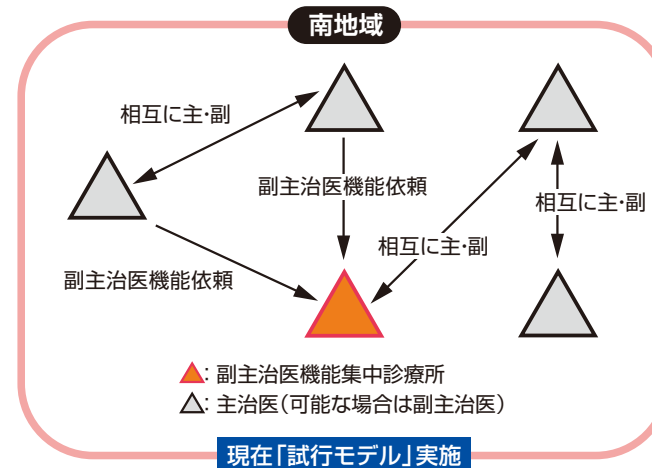 南地域
相互に主・副
副主治医機能依頼
相互に主・副
相互に主・副
副主治医機能依頼
：副主治医機能集中診療所
：主治医（可能な場合は副主治医）
現在「試行モデル」実施